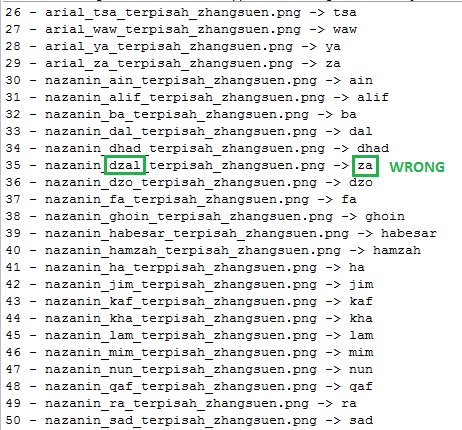 26 - arial_tsa_terpisah_zhangsuen.png -> tsa
27 - arial_waw_terpisah_zhangsuen.png -> waw
28 - arial_ya_terpisah_zhangsuen.png -> ya
29 - arial_za_terpisah_zhangsuen.png -> za
30 - nazanin_ain_terpisah_zhangsuen.png -> ain
31 - nazanin_alif_terpisah_zhangsuen.png -> alif
32 - nazanin_ba_terpisah_zhangsuen.png -> ba
33 - nazanin_dal_terpisah_zhangsuen.png -> dal
34 - nazanin_dhad_terpisah_zhangsuen.png -> dhad
35 - nazanin_dzal_terpisah_zhangsuen.png -> za WRONG
36 - nazanin_dzo_terpisah_zhangsuen.png -> dzo
37 - nazanin_fa_terpisah_zhangsuen.png -> fa
38 - nazanin_ghoin_terpisah_zhangsuen.png -> ghoin
39 - nazanin_habesar_terpisah_zhangsuen.png -> habesar
40 - nazanin_hamzah_terpisah_zhangsuen.png -> hamzah
41 - nazanin_ha_terppisah_zhangsuen.png -> ha
42 - nazanin_jim_terpisah_zhangsuen.png -> jim
43 - nazanin_kaf_terpisah_zhangsuen.png -> kaf
44 - nazanin_kha_terpisah_zhangsuen.png -> kha
45 - nazanin_lam_terpisah_zhangsuen.png -> lam
46 - nazanin_mim_terpisah_zhangsuen.png -> mim
47 - nazanin_nun_terpisah_zhangsuen.png -> nun
48 - nazanin_qaf_terpisah_zhangsuen.png -> qaf
49 - nazanin_ra_terpisah_zhangsuen.png -> ra
50 - nazanin_sad_terpisah_zhangsuen.png -> sad